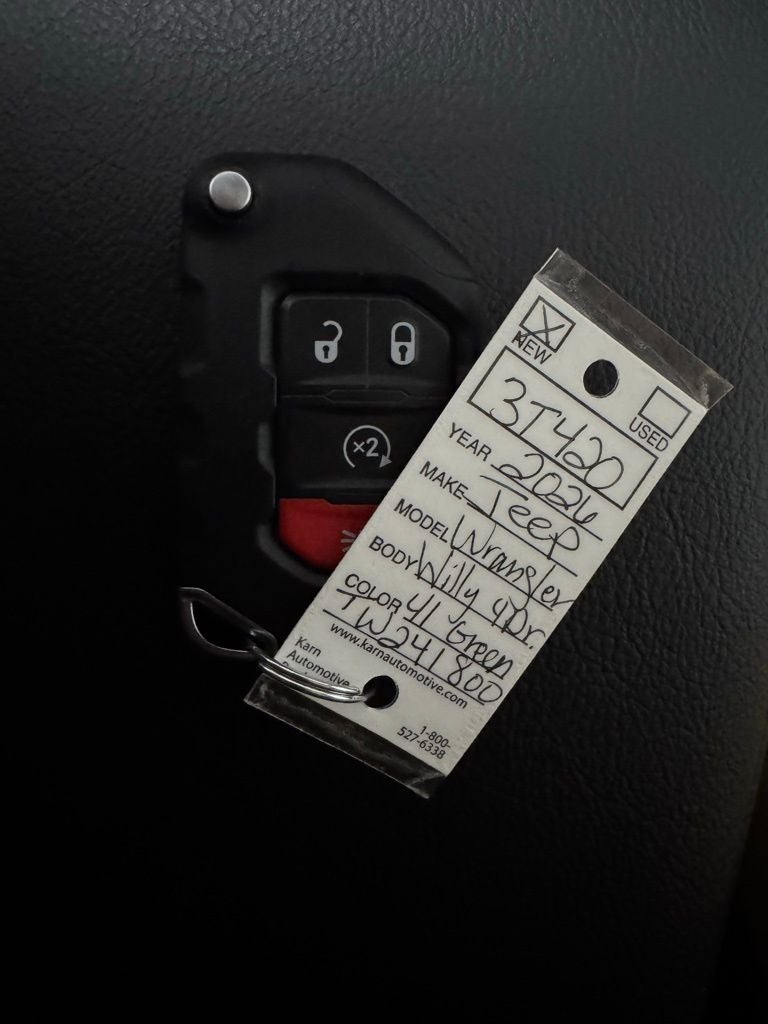 ×2
NEW
USED
3T420
YEAR 2026
MAKE Jeep
MODEL Wrangler
BODY Willy 4Dr.
COLOR 41 Green
TW241800
www.karnautomotive.com
Karn
Automotive
1-800-
527-6338